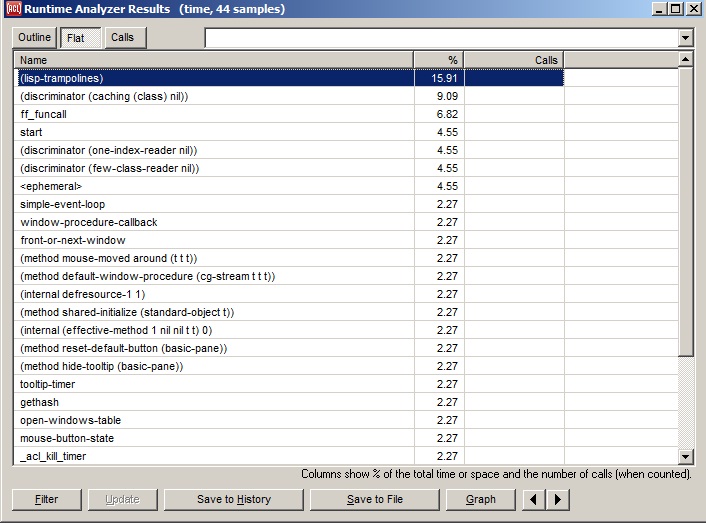 ACL Runtime Analyzer Results (time, 44 samples)
Outline Flat Calls
Name % Calls
(lisp-trampolines) 15.91
(discriminator (caching (class) nil)) 9.09
ff_funcall 6.82
start 4.55
(discriminator (one-index-reader nil)) 4.55
(discriminator (few-class-reader nil)) 4.55
<ephemeral> 4.55
simple-event-loop 2.27
window-procedure-callback 2.27
front-or-next-window 2.27
(method mouse-moved around (t t t)) 2.27
(method default-window-procedure (cg-stream t t t)) 2.27
(internal defresource-1 1) 2.27
(method shared-initialize (standard-object t)) 2.27
(internal (effective-method 1 nil nil t t) 0) 2.27
(method reset-default-button (basic-pane)) 2.27
(method hide-tooltip (basic-pane)) 2.27
tooltip-timer 2.27
gethash 2.27
open-windows-table 2.27
mouse-button-state 2.27
_acl_kill_timer 2.27
Columns show % of the total time or space and the number of calls (when counted).
Filter Update Save to History Save to File Graph